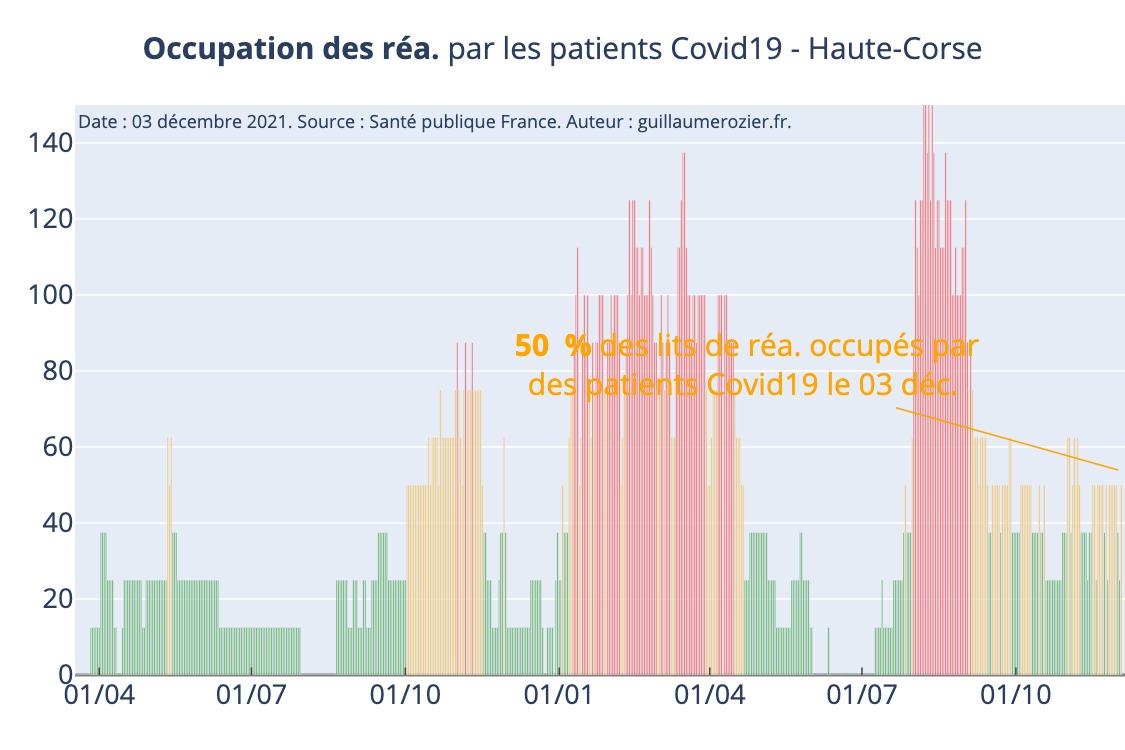 Occupation des réa. par les patients Covid19 - Haute-Corse
Date : 03 décembre 2021. Source : Santé publique France. Auteur : guillaumerozier.fr.
140
120
100
80
60
40
20
0
50 % des lits de réa. occupés par
des patients Covid19 le 03 déc.
01/04 01/07 01/10 01/01 01/04 01/07 01/10